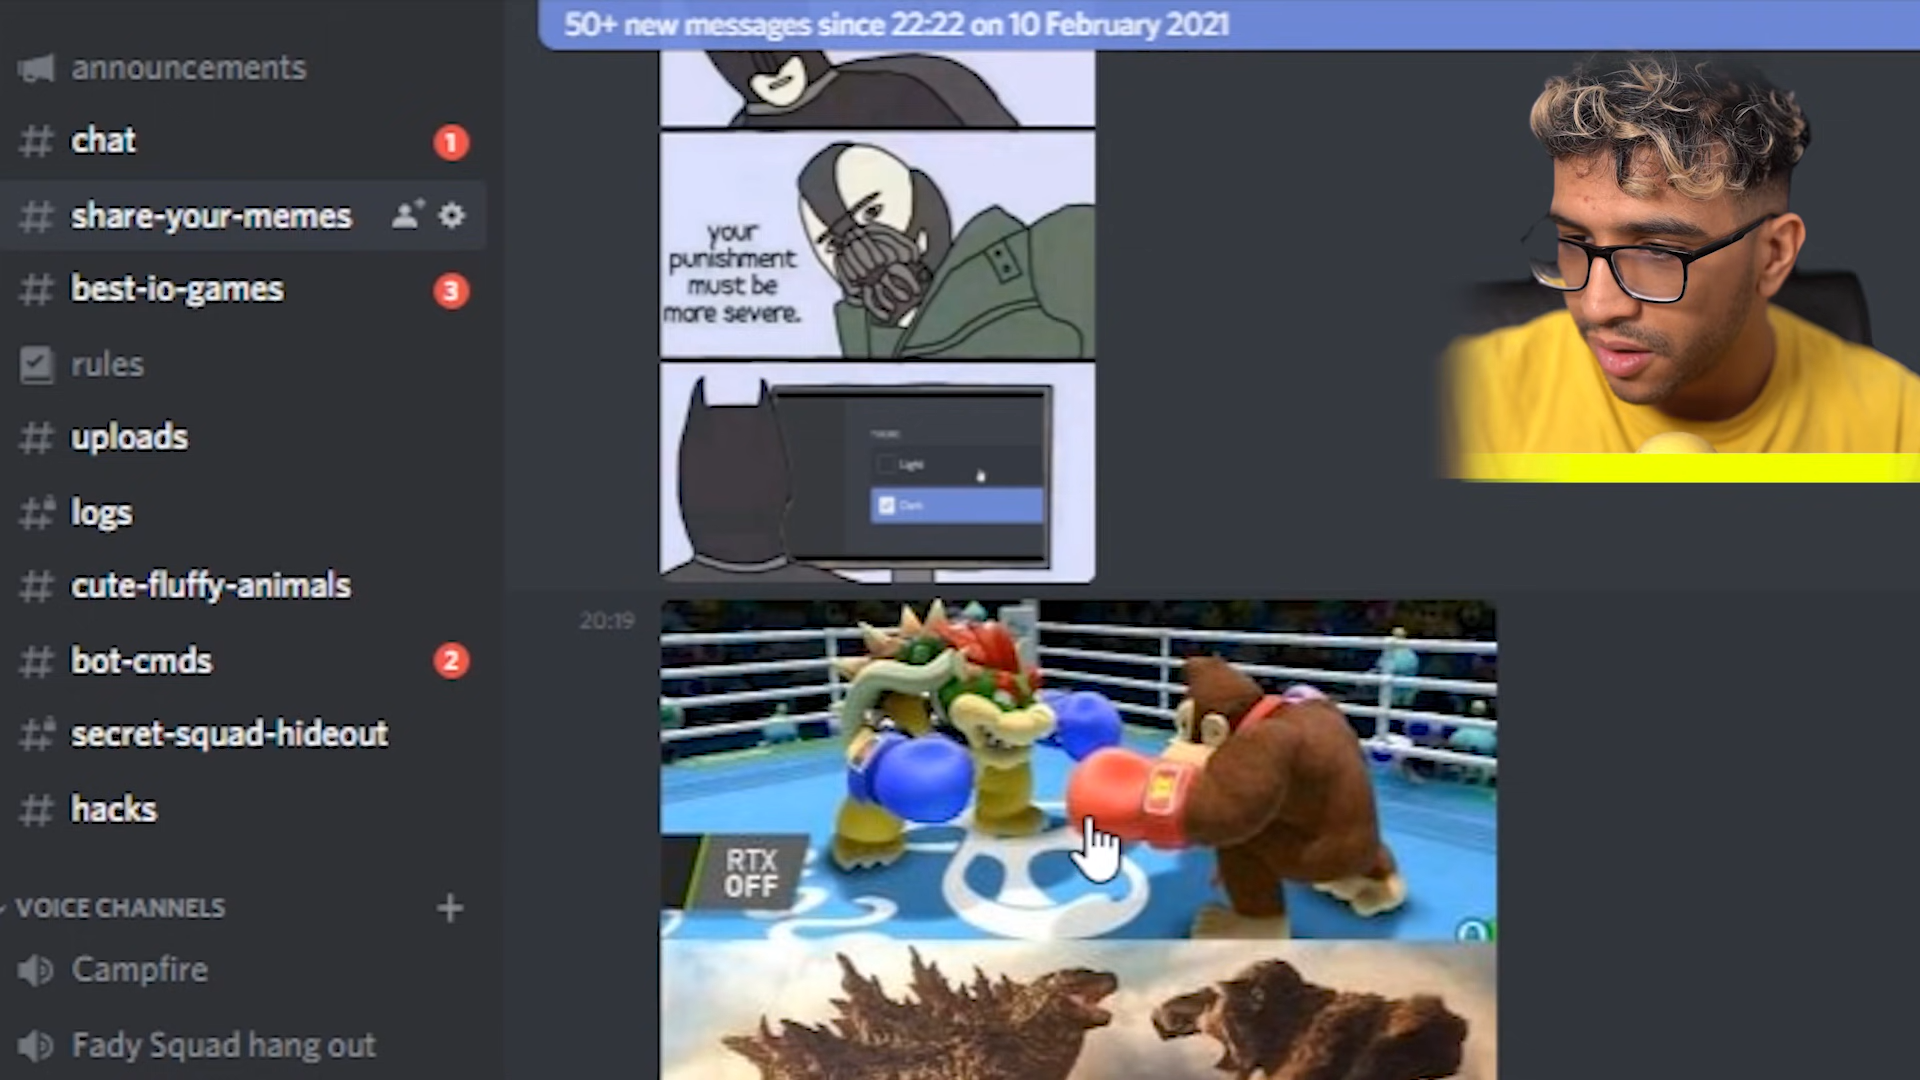 50+ new messages since 22:22 on 10 February 2021
announcements
chat
1
share-your-memes
best-io-games
3
rules
uploads
logs
cute-fluffy-animals
bot-cmds
2
secret-squad-hideout
hacks
VOICE CHANNELS
Campfire
Fady Squad hang out
your
punishment
must be
more severe.
Light
Dark
20:19
RTX
OFF